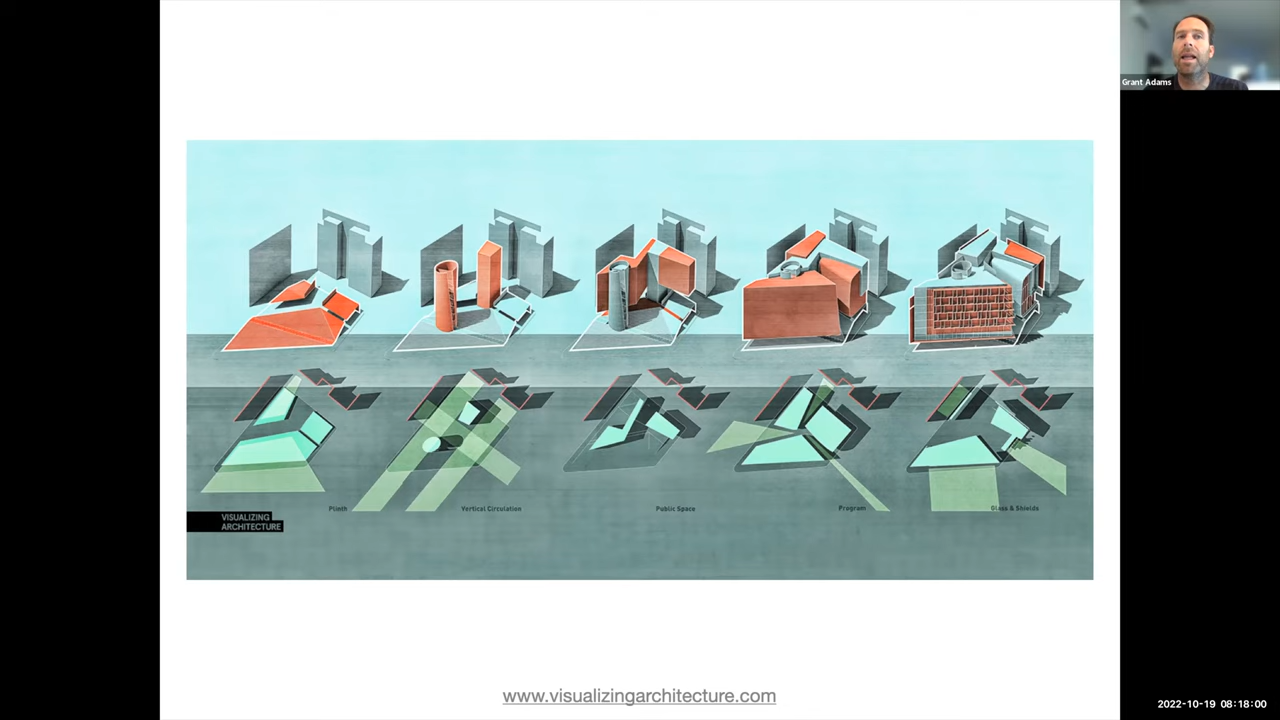 Grant Adams
Plinth
Vertical Circulation
Public Space
Program
Glass & Shields
VISUALIZING
ARCHITECTURE
www.visualizingarchitecture.com
2022-10-19 08:18:00